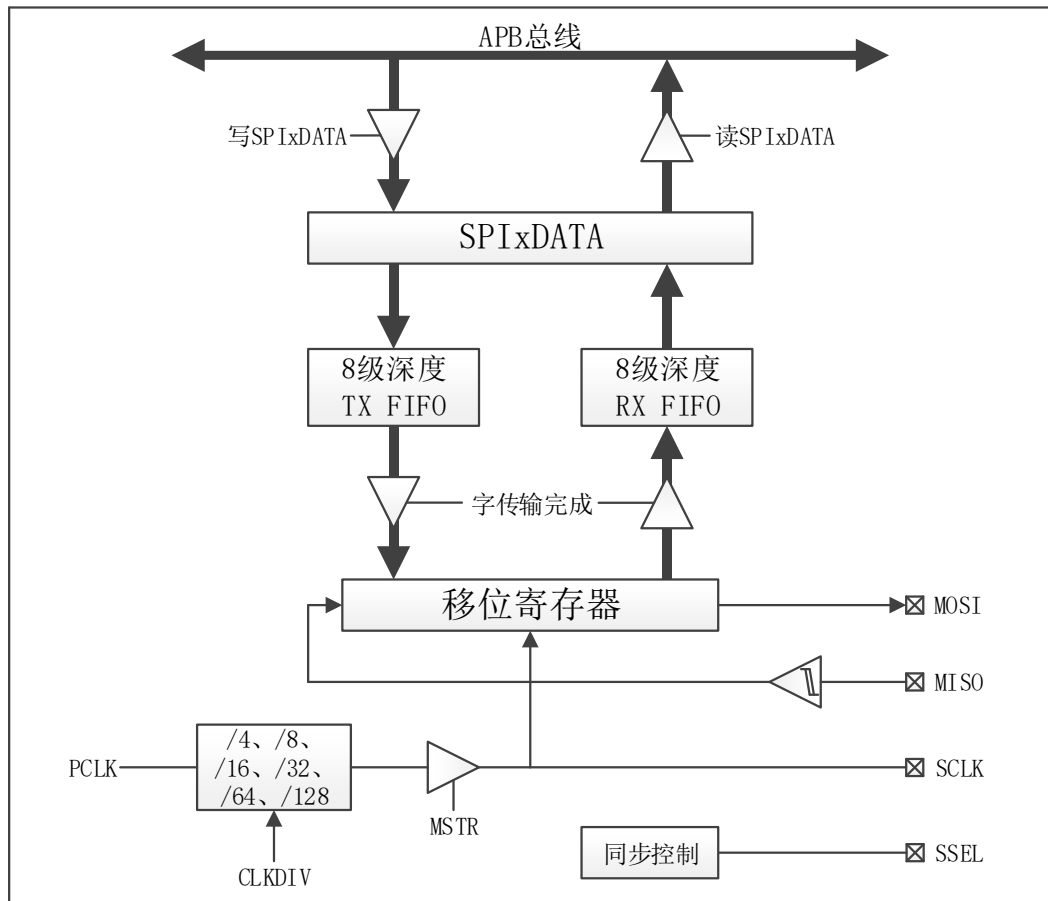 APB总线
写SPIxDATA
读SPIxDATA
SPIxDATA
8级深度
TX FIFO
8级深度
RX FIFO
字传输完成
移位寄存器
MOSI
MISO
/4、/8、
/16、/32、
/64、/128
PCLK
SCLK
MSTR
CLKDIV
同步控制
SSEL